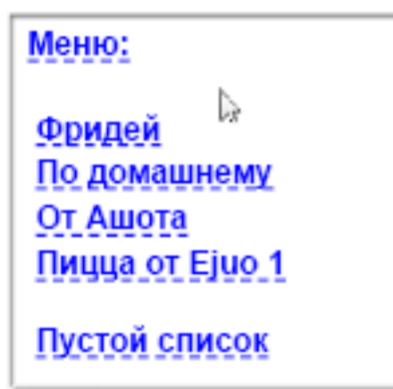 Меню:
Фридей
По домашнему
От Ашота
Пицца от Ejuo 1
Пустой список